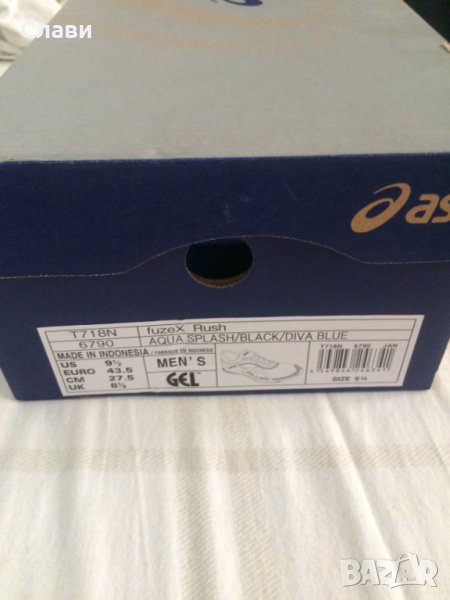 Слави
T718N fuzeX Rush
6790 AQUA SPLASH/BLACK/DIVA BLUE
MADE IN INDONESIA / FABRIQUE EN INDONESIE
US 9½
EURO 43.5
CM 27.5
UK 8½
MEN'S
GEL™
T718N 6790 JAN
SIZE 9½
as
BAZAR